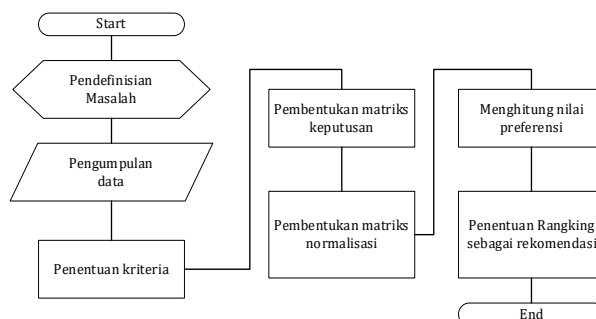 Start
Pendefinisian
Masalah
Pengumpulan
data
Penentuan kriteria
Pembentukan matriks
keputusan
Pembentukan matriks
normalisasi
Menghitung nilai
preferensi
Penentuan Rangking
sebagai rekomendasi
End